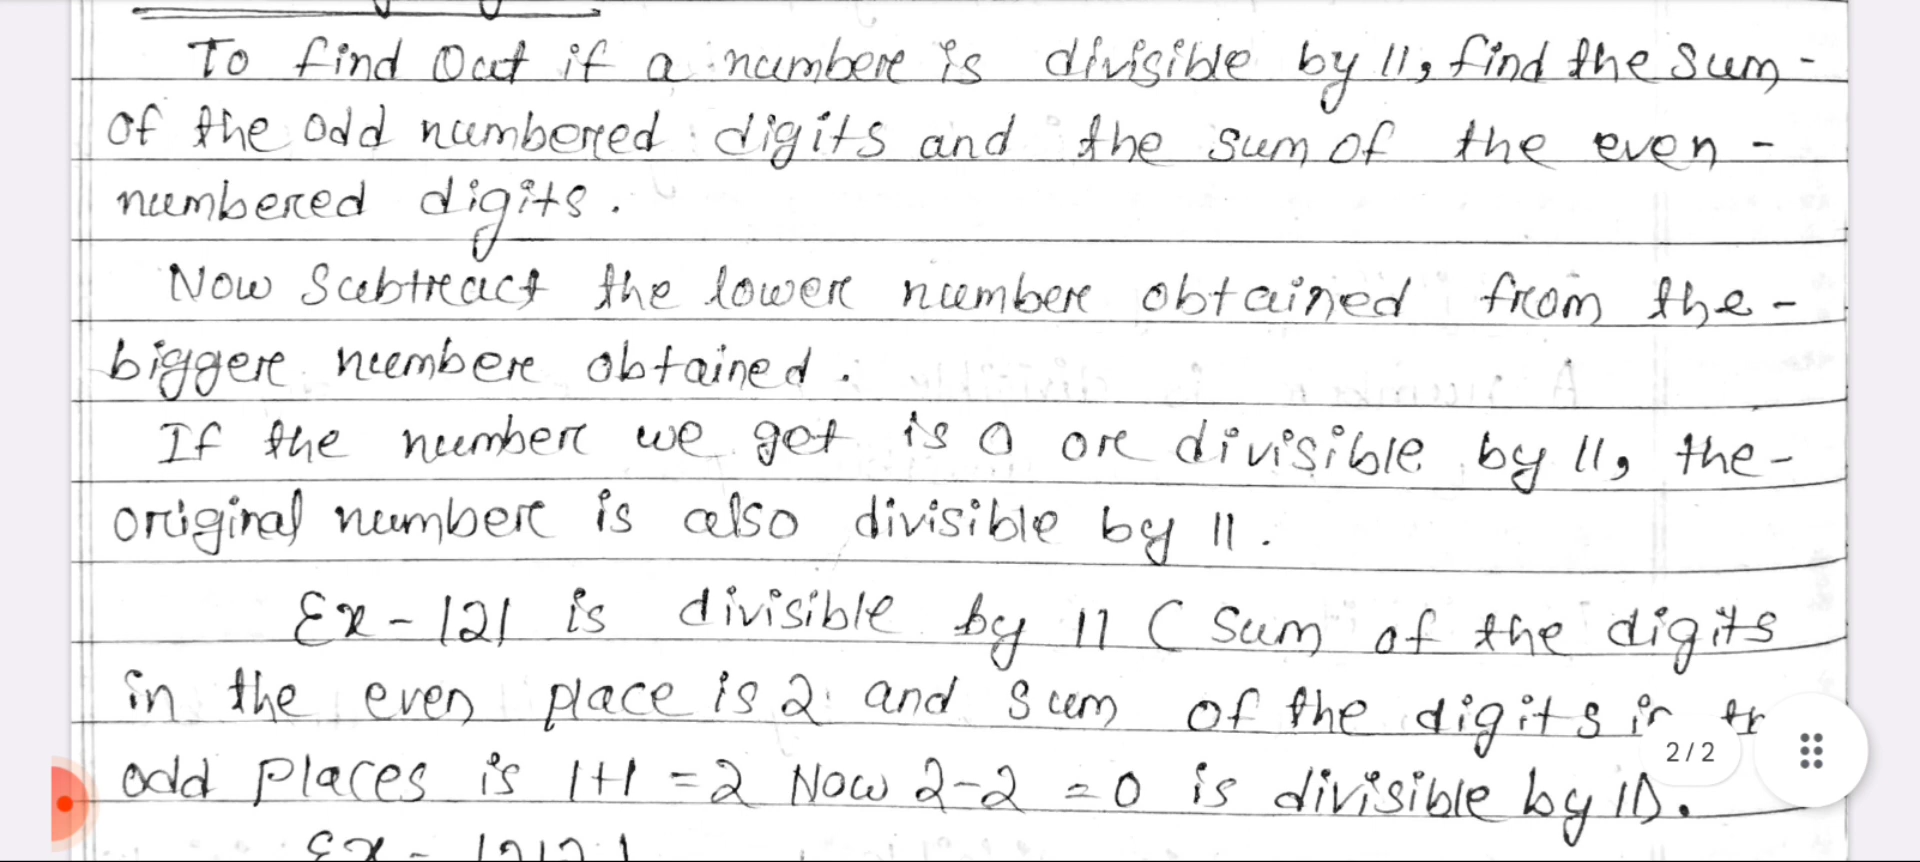 To find out if a number is divisible by 11, find the sum-
of the odd numbered digits and the sum of the even-
numbered digits.
Now Subtract the lower number obtained from the-
bigger number obtained.
If the number we get is 0 or divisible by 11, the-
original number is also divisible by 11.
Ex - 121 is divisible by 11 ( Sum of the digits
in the even place is 2 and sum of the digits in
odd places is 1+1 = 2 Now 2-2 = 0 is divisible by 11).
2/2
Ex -